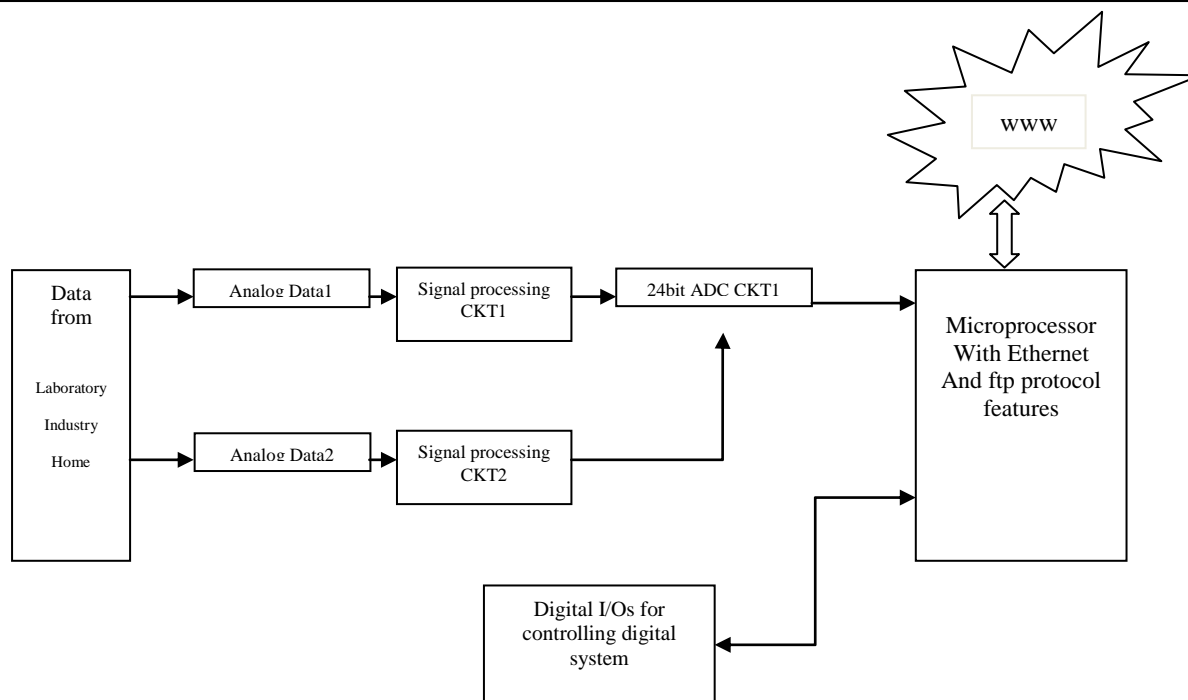 www
Data
from
Laboratory
Industry
Home
Analog Data1
Signal processing
CKT1
24bit ADC CKT1
Microprocessor
With Ethernet
And ftp protocol
features
Analog Data2
Signal processing
CKT2
Digital I/Os for
controlling digital
system